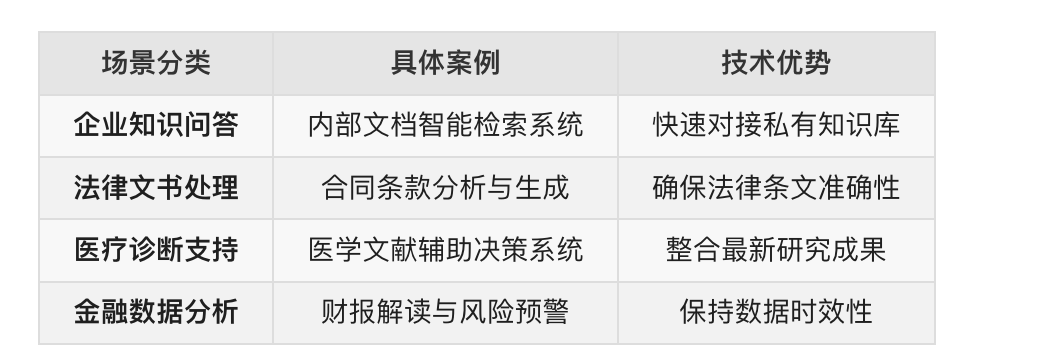 场景分类 具体案例 技术优势
企业知识问答 内部文档智能检索系统 快速对接私有知识库
法律文书处理 合同条款分析与生成 确保法律条文准确性
医疗诊断支持 医学文献辅助决策系统 整合最新研究成果
金融数据分析 财报解读与风险预警 保持数据时效性